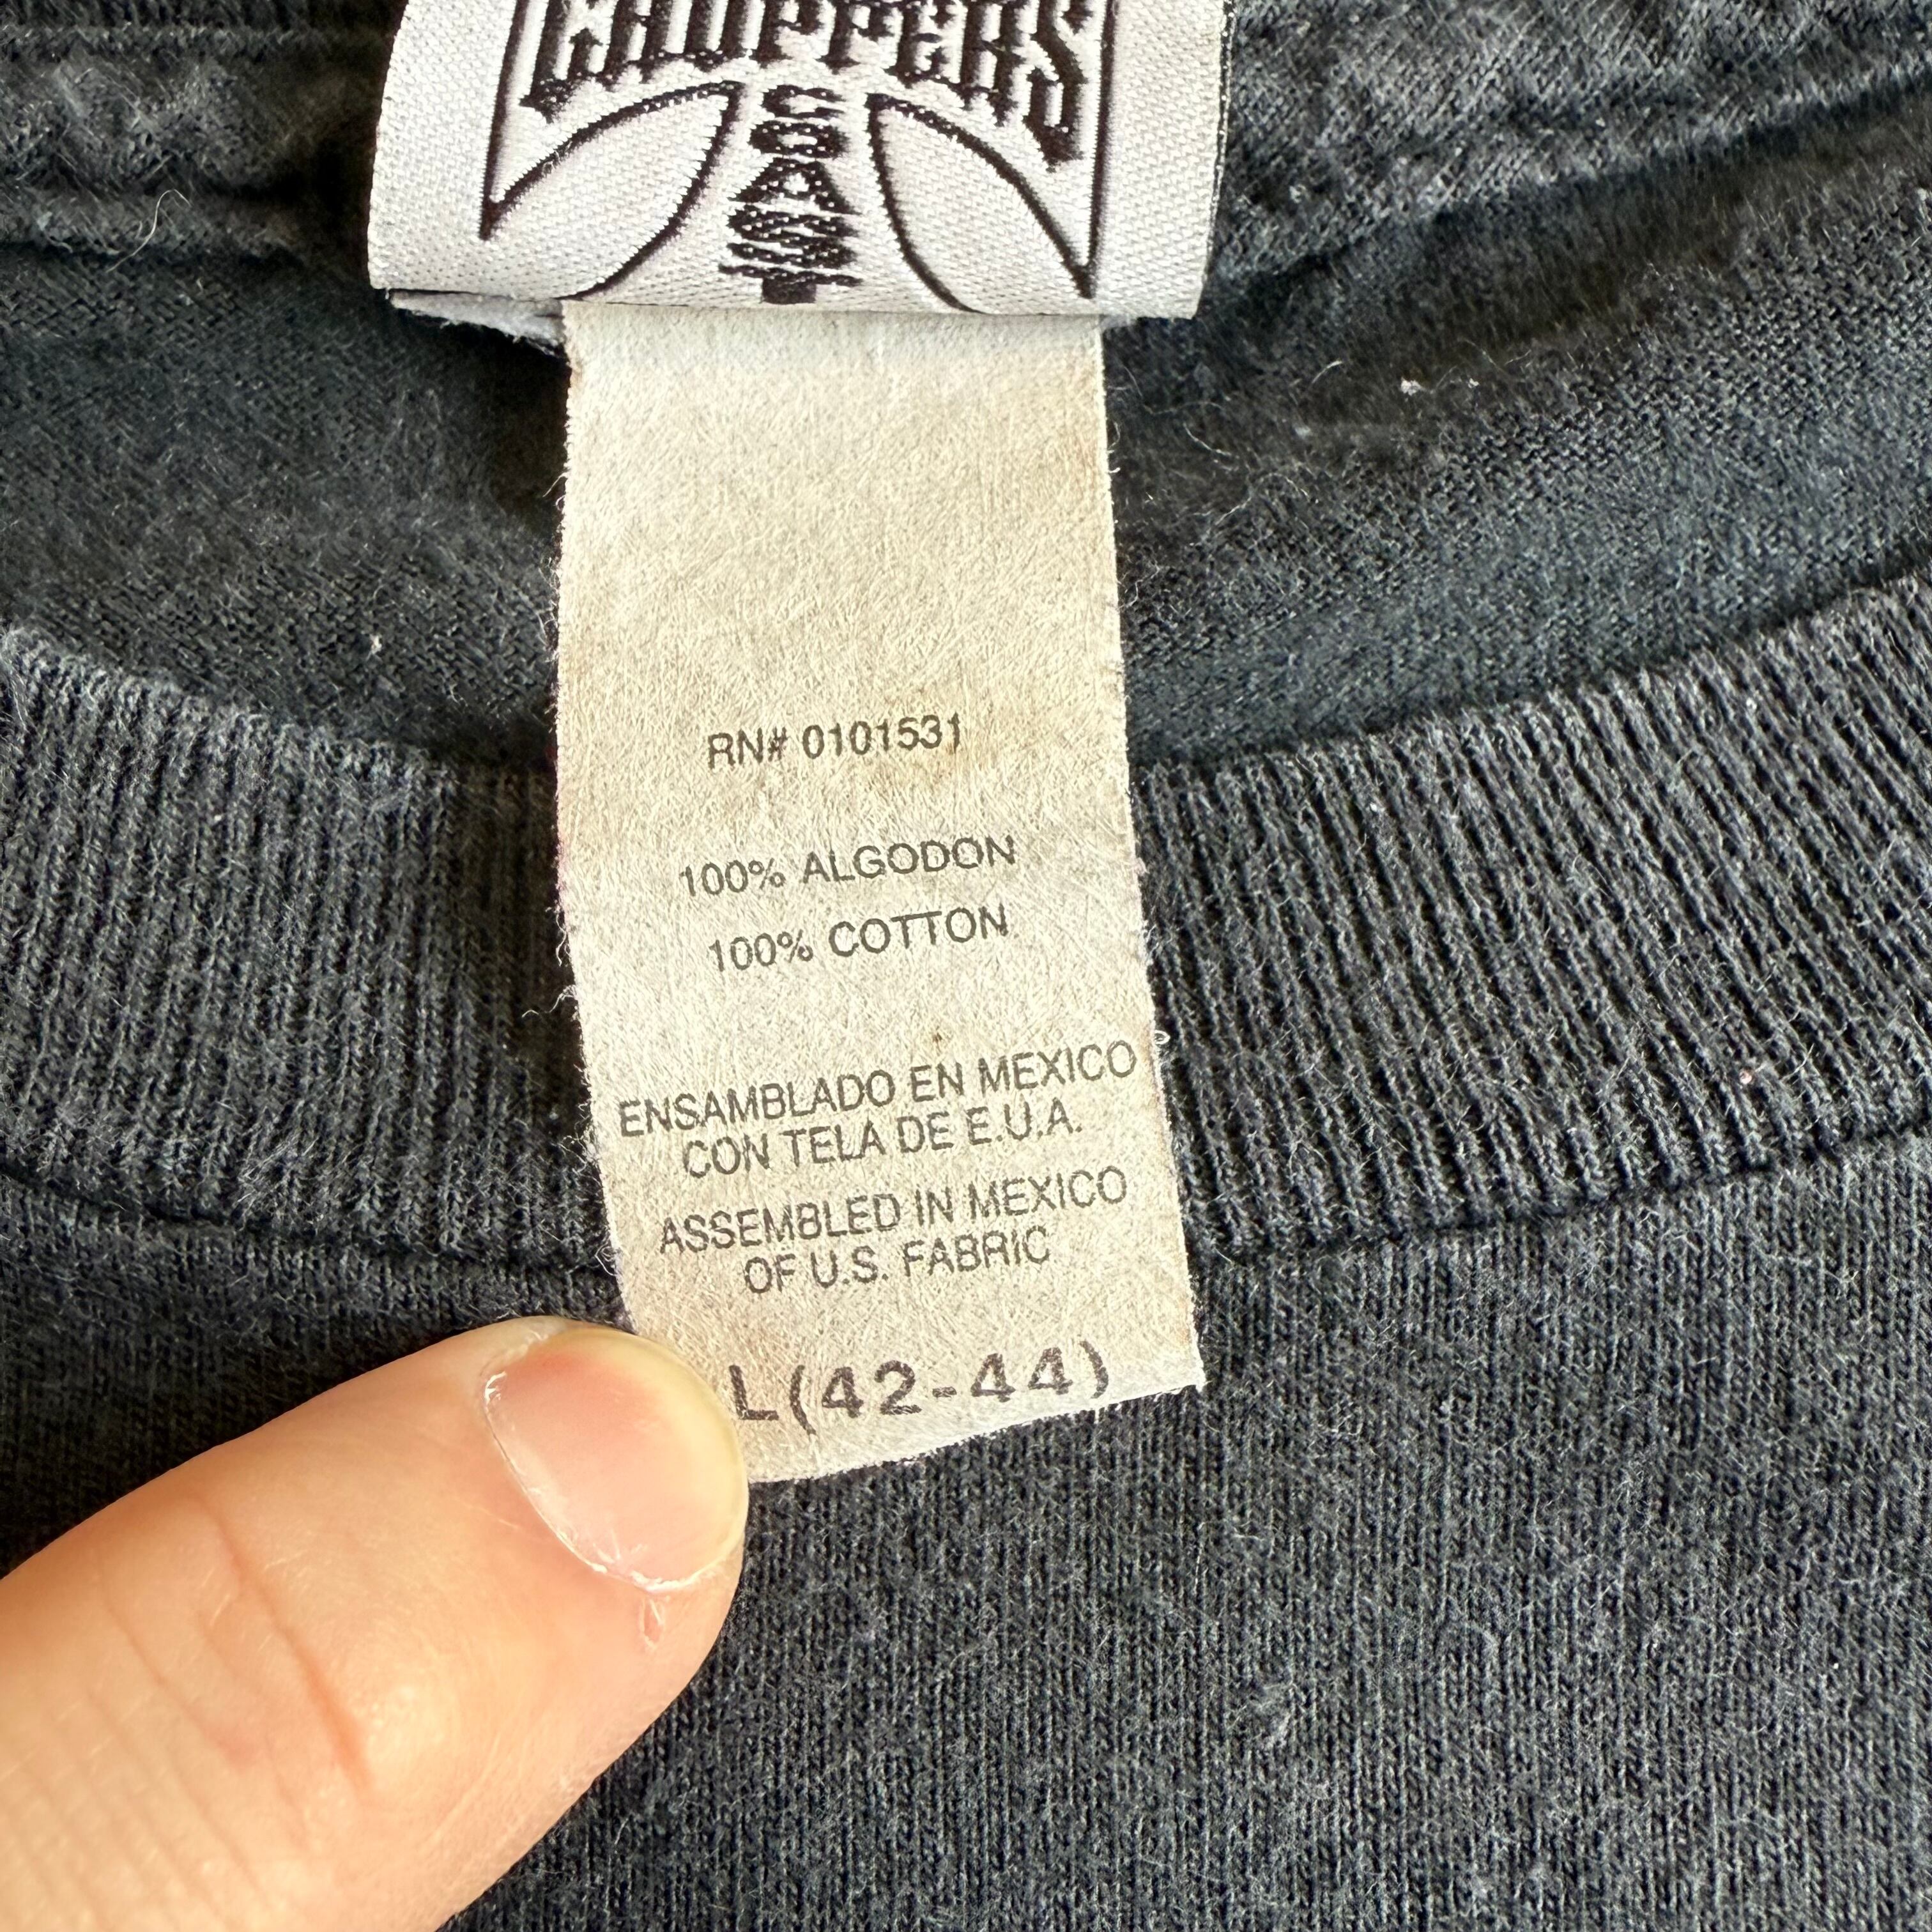 CHOPPERS
COAST
RN# 0101531
100% ALGODON
100% COTTON
ENSAMBLADO EN MEXICO
CON TELA DE E.U.A.
ASSEMBLED IN MEXICO
OF U.S. FABRIC
L(42-44)